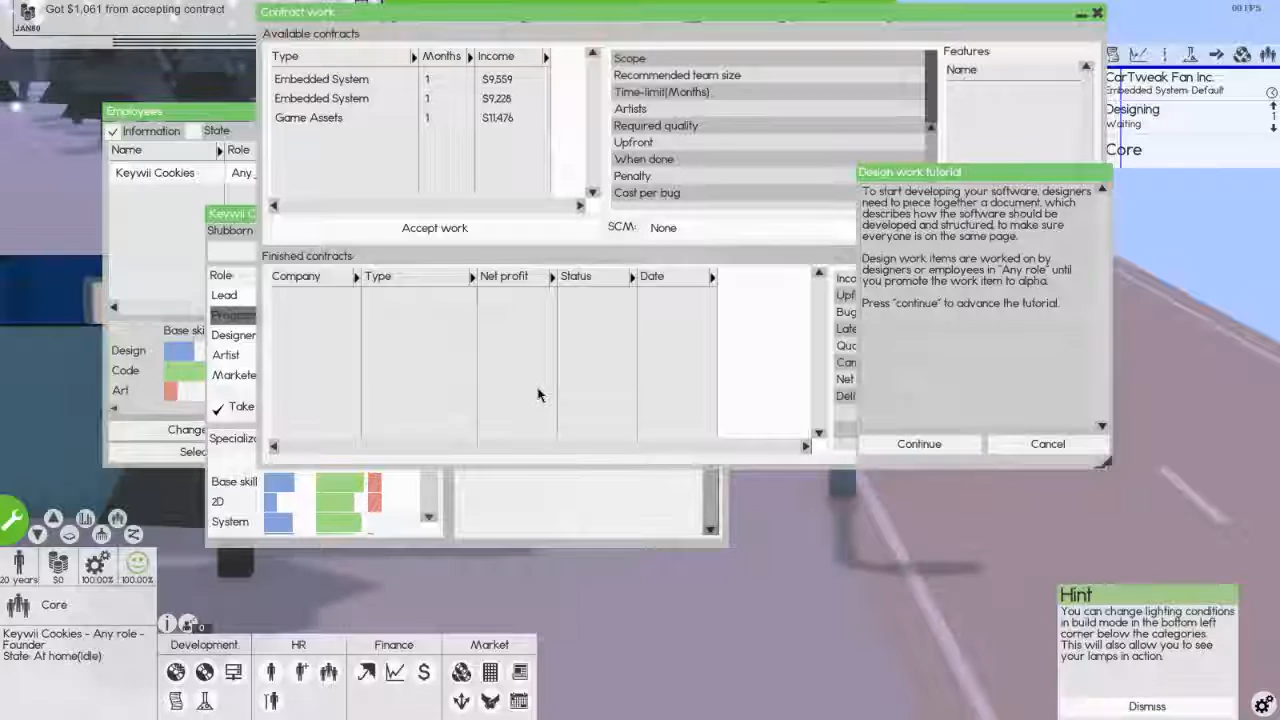 Got $1,061 from accepting contract
JAN80
Contract work
Available contracts
Type
Months
Income
Embedded System
1
$9,559
Embedded System
1
$9,228
Game Assets
1
$11,476
Accept work
Scope
Recommended team size
Time-limit(Months)
Artists
Required quality
Upfront
When done
Penalty
Cost per bug
SCM:
None
Features
Name
Finished contracts
Company
Type
Net profit
Status
Date
CarTweak Fan Inc.
Embedded System- Default
Designing
1
Waiting
Core
Design work tutorial
To start developing your software, designers
need to piece together a document, which
describes how the software should be
developed and structured, to make sure
everyone is on the same page.
Design work items are worked on by
designers or employees in "Any role" until
you promote the work item to alpha.
Press "continue" to advance the tutorial.
Continue
Cancel
Employees
Information
State
Name
Role
Keywii Cookies
Any
Base ski
Design
Code
Art
Change
Selec
Keywii C
Stubborn
Role
Lead
Designer
Artist
Markete
Take
Specializa
Base skill
2D
System
20 years
$0
100.00%
100.00%
Core
Keywii Cookies - Any role -
Founder
State: At home(Idle)
0
Development
HR
Finance
Market
Hint
You can change lighting conditions
in build mode in the bottom left
corner below the categories.
This will also allow you to see
your lamps in action.
Dismiss